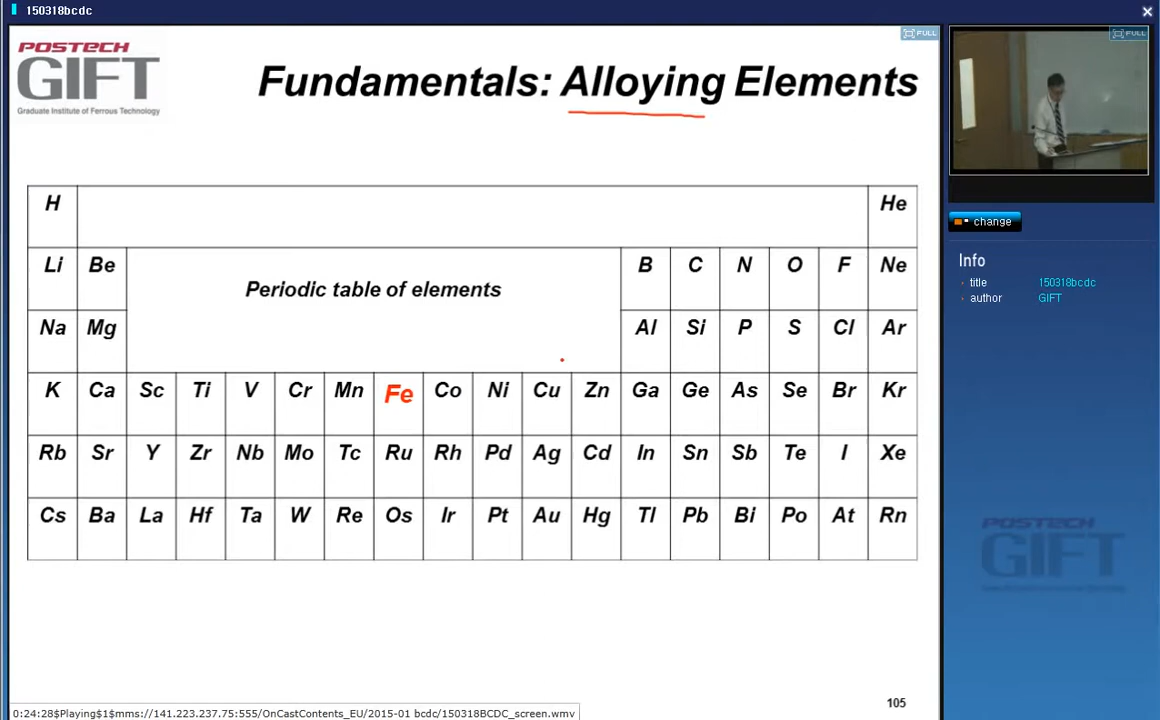 150318bcdc
FULL
POSTECH
GIFT
Graduate Institute of Ferrous Technology
Fundamentals: Alloying Elements
H He
Li Be B C N O F Ne
Periodic table of elements
Na Mg Al Si P S Cl Ar
K Ca Sc Ti V Cr Mn Fe Co Ni Cu Zn Ga Ge As Se Br Kr
Rb Sr Y Zr Nb Mo Tc Ru Rh Pd Ag Cd In Sn Sb Te I Xe
Cs Ba La Hf Ta W Re Os Ir Pt Au Hg Tl Pb Bi Po At Rn
105
0:24:28$Playing$1$mms://141.223.237.75:555/OnCastContents_EU/2015-01 bcdc/150318BCDC_screen.wmv
FULL
change
Info
title 150318bcdc
author GIFT
POSTECH
GIFT